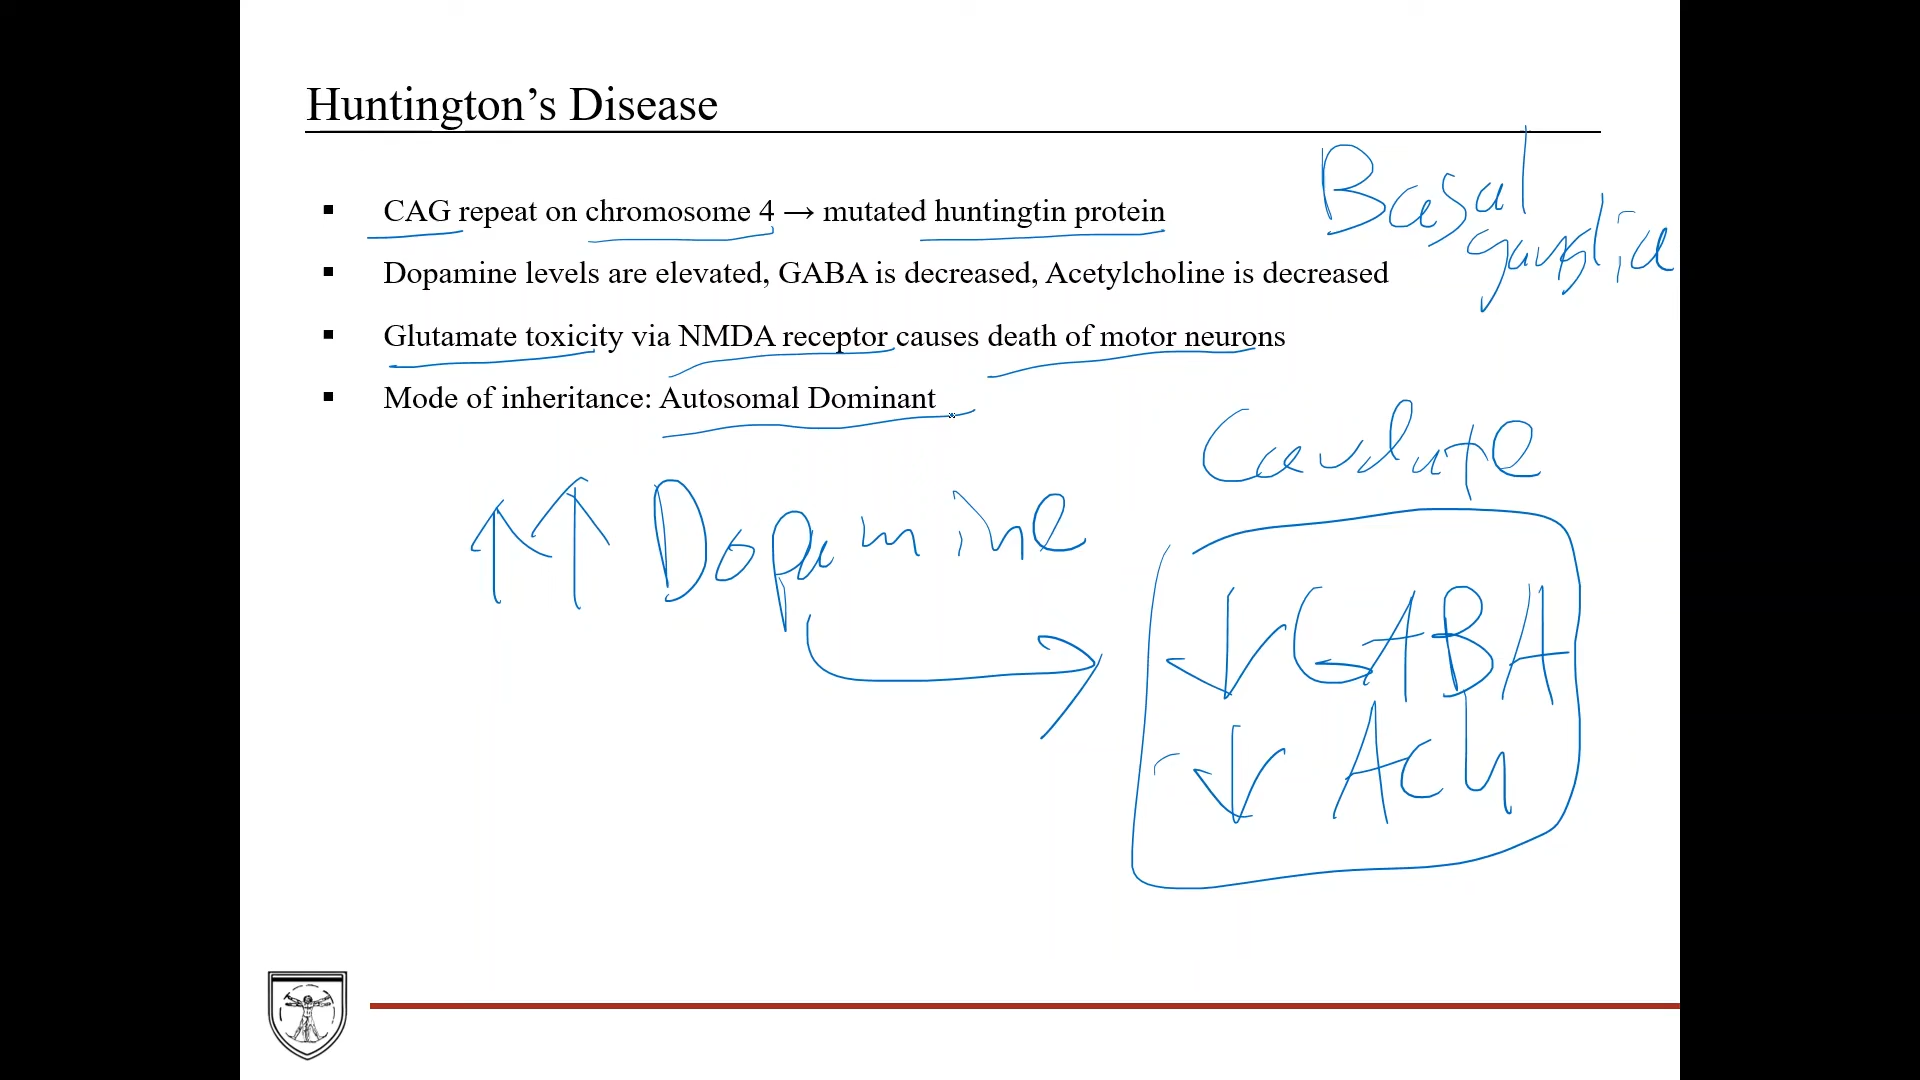 Huntington’s Disease
Basal
ganglia
▪ CAG repeat on chromosome 4 → mutated huntingtin protein
▪ Dopamine levels are elevated, GABA is decreased, Acetylcholine is decreased
▪ Glutamate toxicity via NMDA receptor causes death of motor neurons
▪ Mode of inheritance: Autosomal Dominant
Caudate
↑↑ Dopamine
↓ GABA
↓ ACh